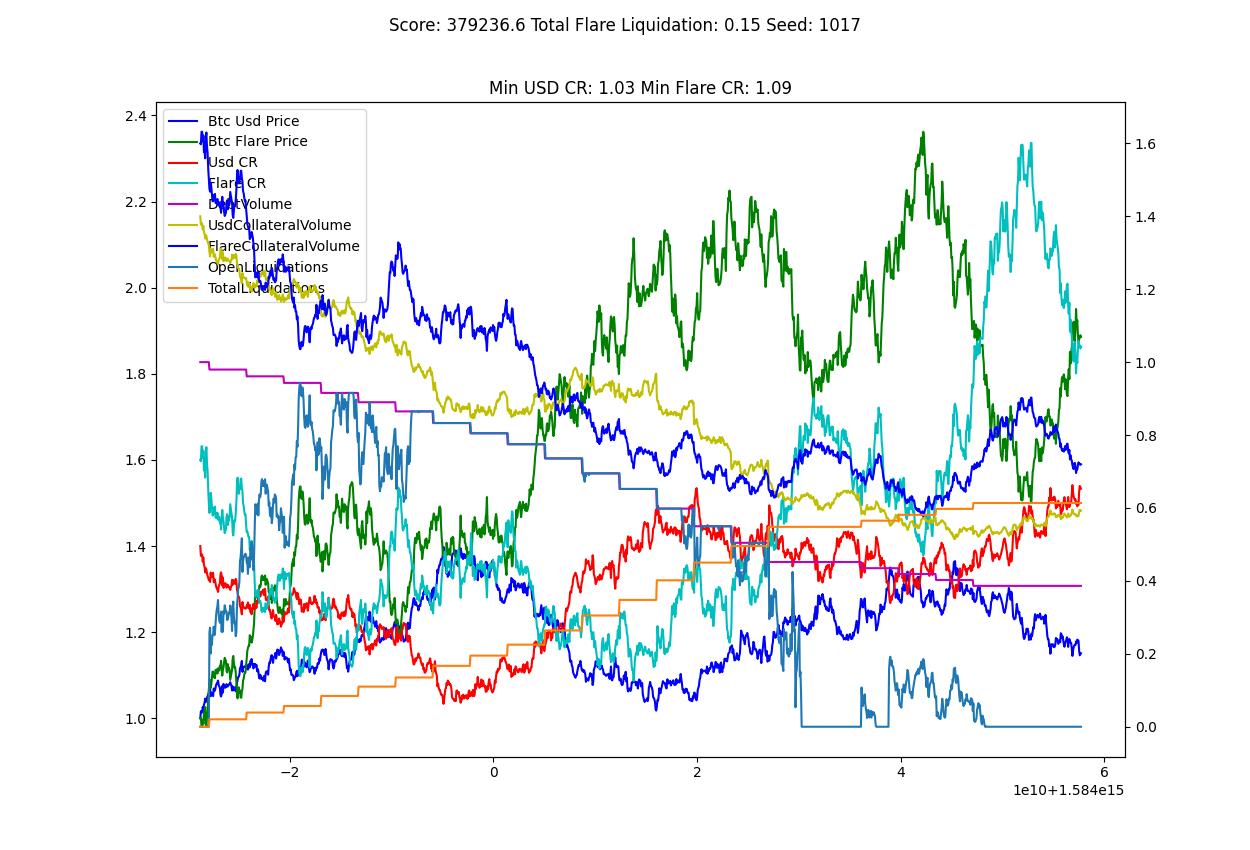 Score: 379236.6 Total Flare Liquidation: 0.15 Seed: 1017
Min USD CR: 1.03 Min Flare CR: 1.09
Btc Usd Price
Btc Flare Price
Usd CR
Flare CR
DebtVolume
UsdCollateralVolume
FlareCollateralVolume
OpenLiquidations
TotalLiquidations
2.4
2.2
2.0
1.8
1.6
1.4
1.2
1.0
1.6
1.4
1.2
1.0
0.8
0.6
0.4
0.2
0.0
−2
0
2
4
6
1e10+1.584e15